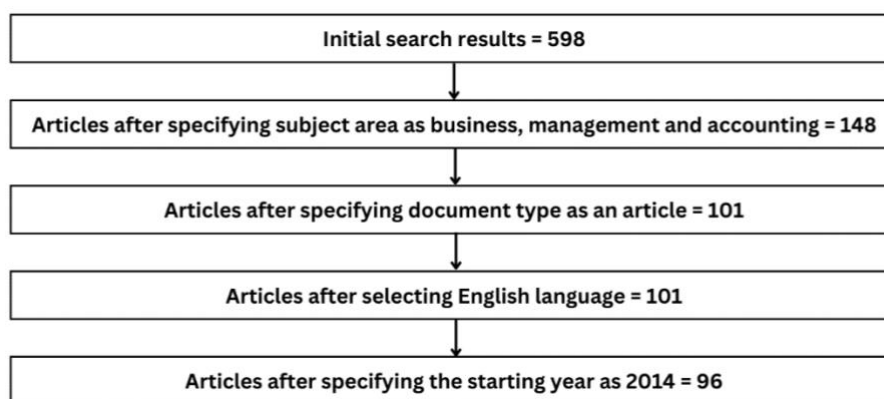 Initial search results = 598
Articles after specifying subject area as business, management and accounting = 148
Articles after specifying document type as an article = 101
Articles after selecting English language = 101
Articles after specifying the starting year as 2014 = 96